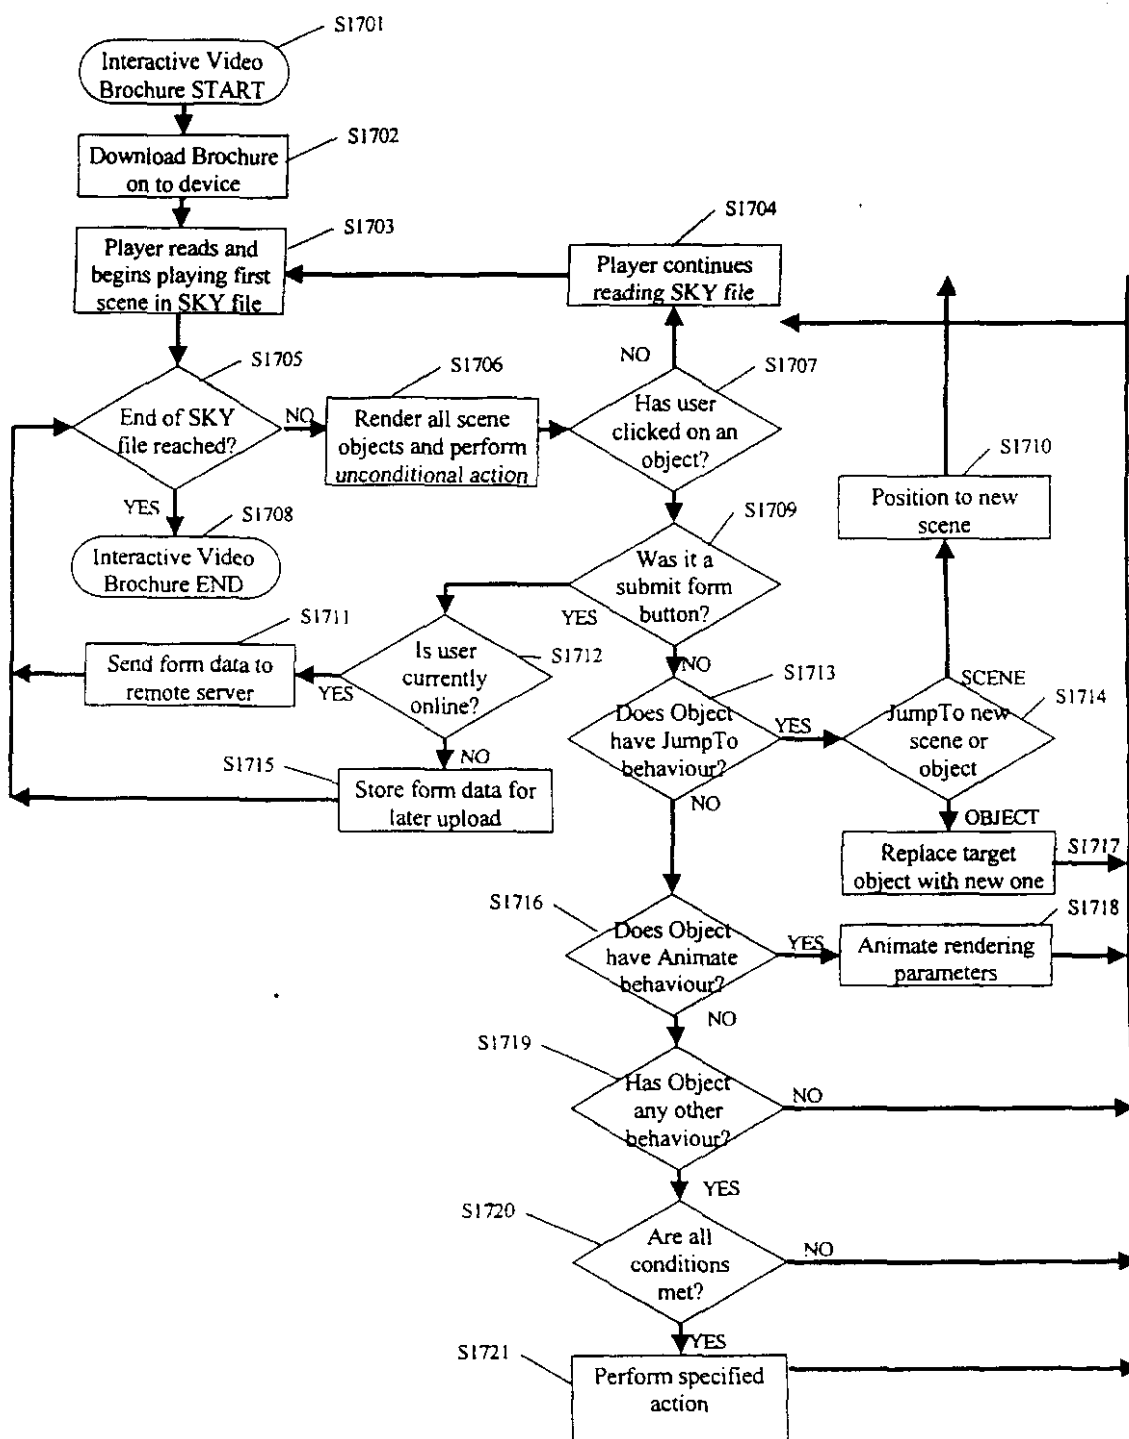 S1701
Interactive Video
Brochure START
S1702
Download Brochure
on to device
S1703
Player reads and
begins playing first
scene in SKY file
S1704
Player continues
reading SKY file
S1705
End of SKY
file reached?
NO
YES
S1706
Render all scene
objects and perform
unconditional action
NO
S1707
Has user
clicked on an
object?
S1708
Interactive Video
Brochure END
S1709
Was it a
submit form
button?
YES
NO
S1710
Position to new
scene
S1711
Send form data to
remote server
YES
S1712
Is user
currently
online?
NO
S1713
Does Object
have JumpTo
behaviour?
YES
NO
SCENE
S1714
JumpTo new
scene or
object
OBJECT
S1715
Store form data for
later upload
S1717
Replace target
object with new one
S1716
Does Object
have Animate
behaviour?
YES
NO
S1718
Animate rendering
parameters
S1719
Has Object
any other
behaviour?
NO
YES
S1720
Are all
conditions
met?
NO
YES
S1721
Perform specified
action